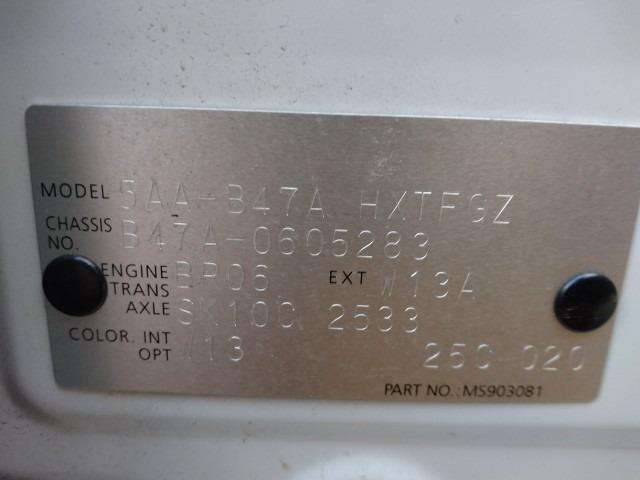 MODEL 5AA-B47A HXTFGZ
CHASSIS NO. B47A-0605283
ENGINE BR06 EXT W13A
TRANS AXLE SK10C 2533
COLOR. INT OPT W13 25C 020
PART NO.: MS903081